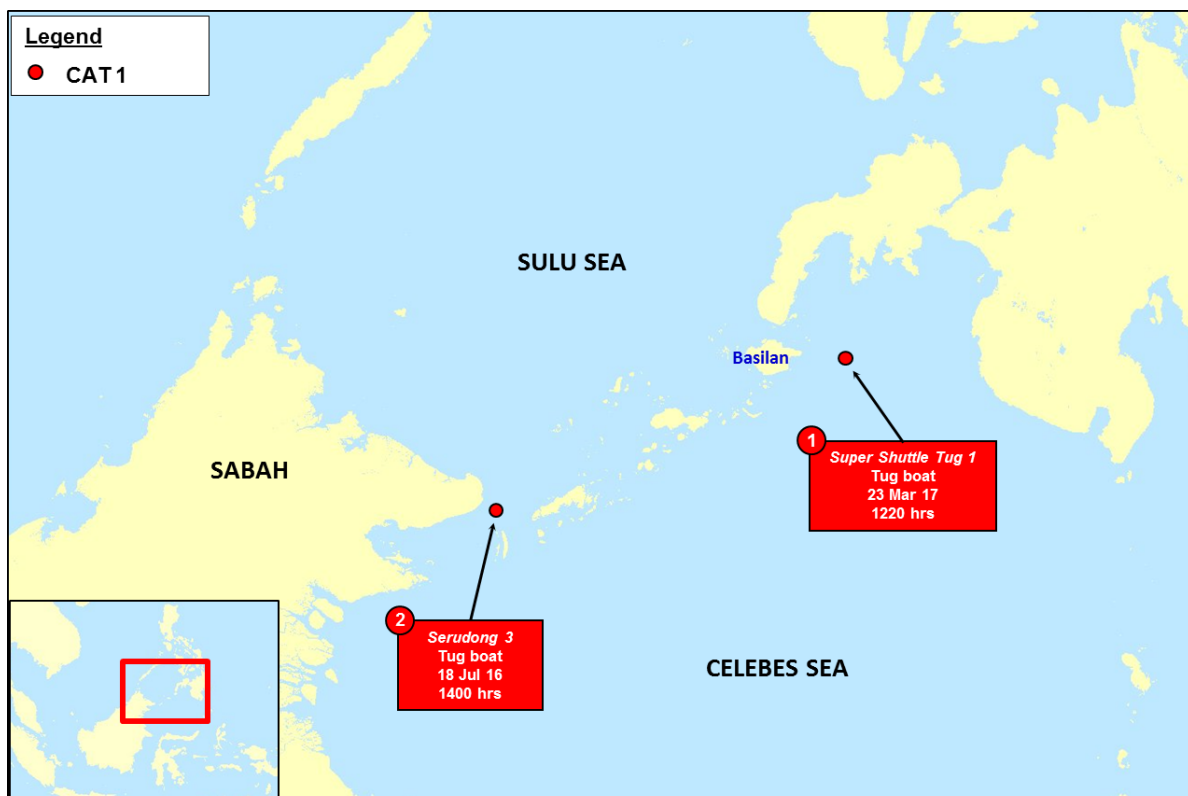 Legend
CAT 1
SULU SEA
Basilan
1
Super Shuttle Tug 1
Tug boat
23 Mar 17
1220 hrs
SABAH
2
Serudong 3
Tug boat
18 Jul 16
1400 hrs
CELEBES SEA